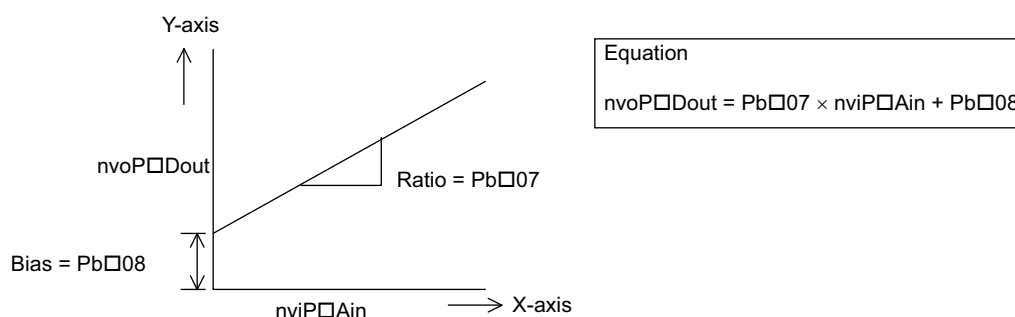 Y-axis
nvoP□Dout
Ratio = Pb□07
Bias = Pb□08
nviP□Ain
X-axis
Equation
nvoP□Dout = Pb□07 × nviP□Ain + Pb□08